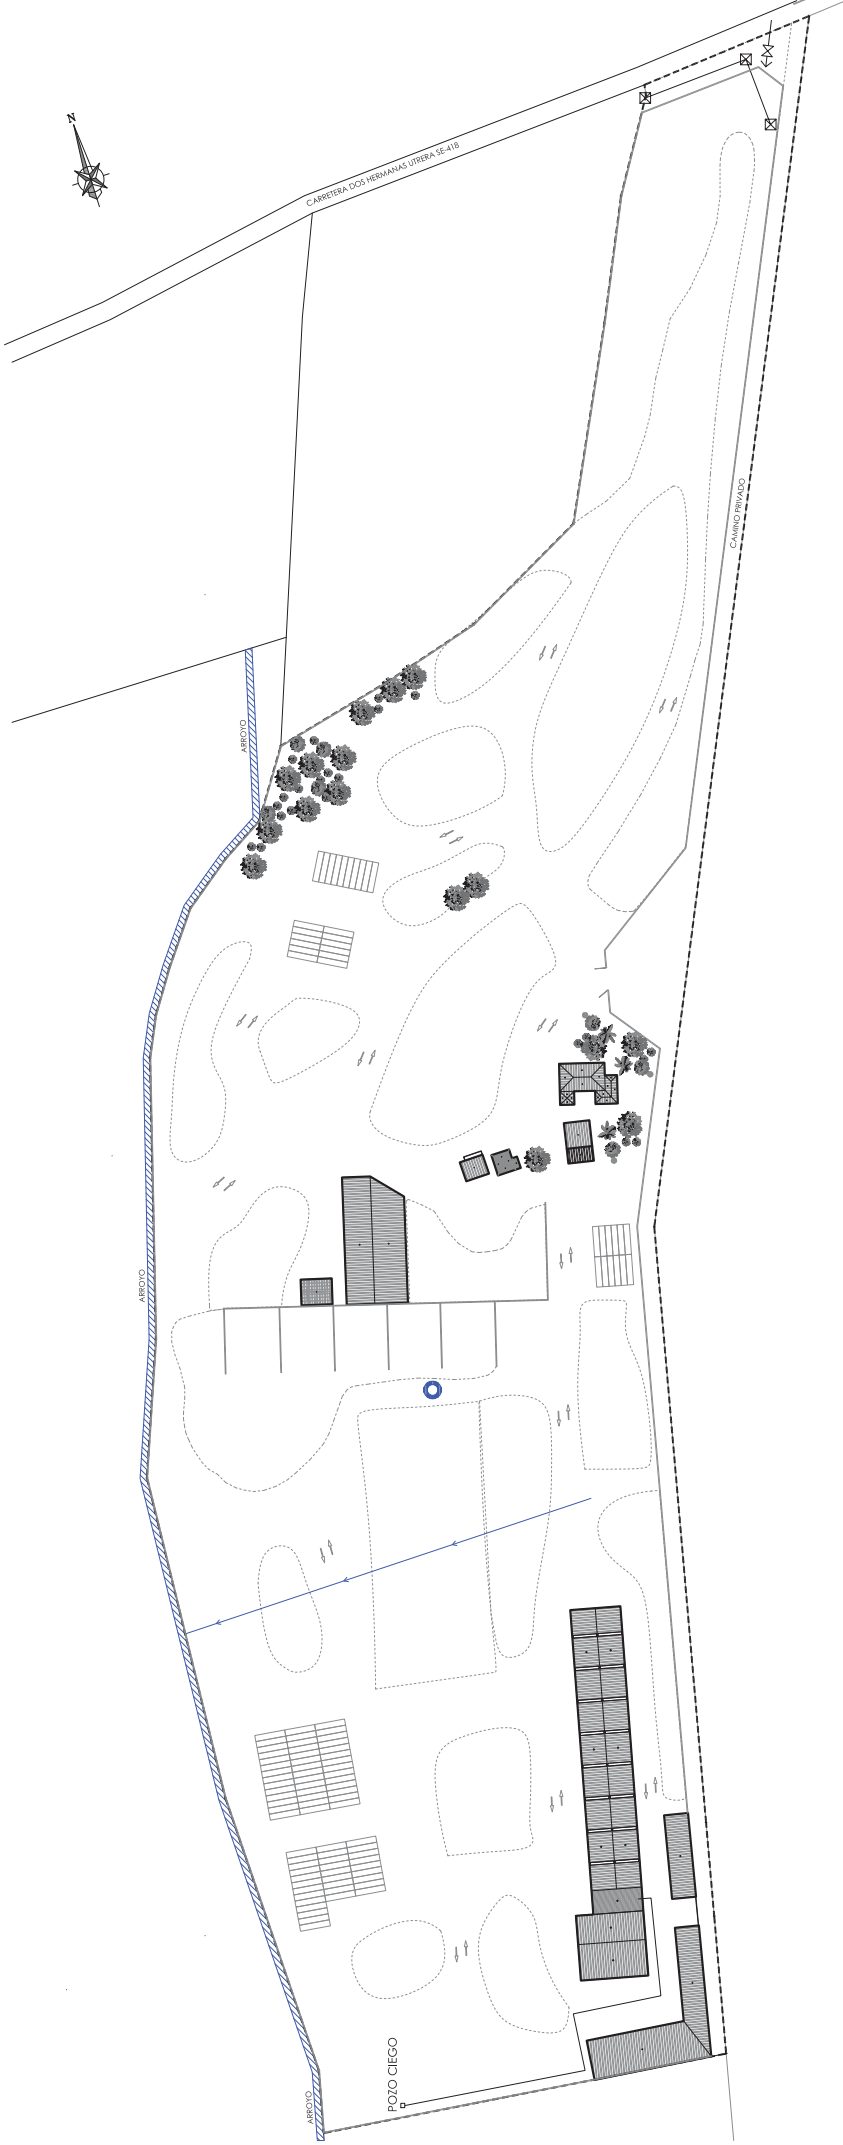 N
CARRETERA DOS HERMANAS UTRERA SE-418
CAMINO PRIVADO
ARROYO
ARROYO
POZO CIEGO
ARROYO